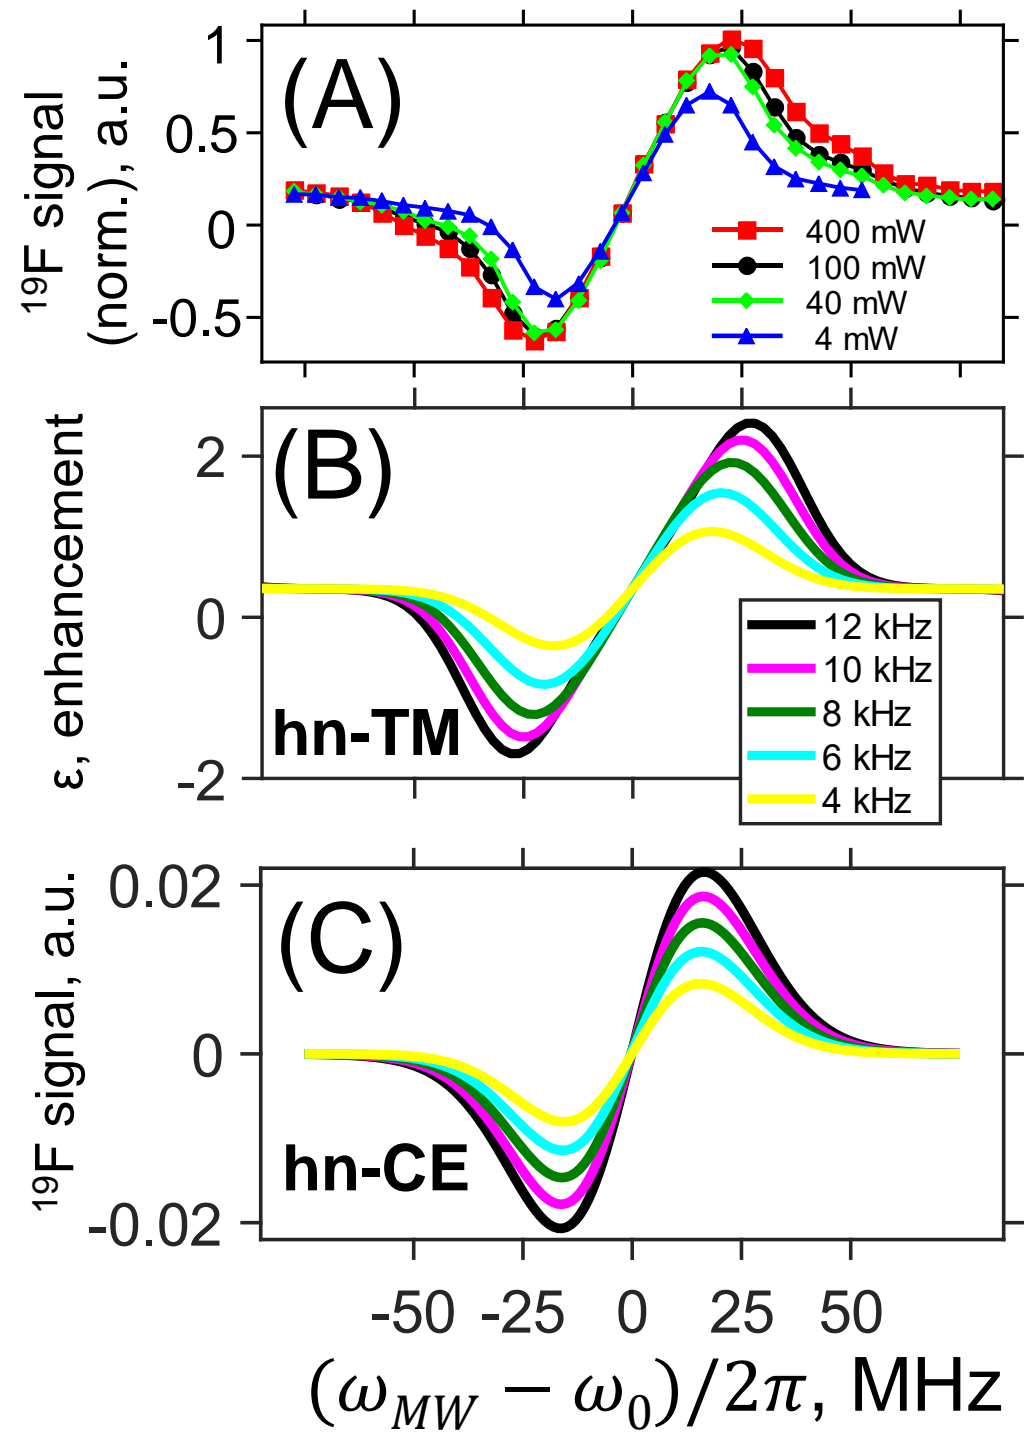 (A)
¹⁹F signal
(norm.), a.u.
1
0.5
0
-0.5
400 mW
100 mW
40 mW
4 mW
(B)
ε, enhancement
2
0
-2
hn-TM
12 kHz
10 kHz
8 kHz
6 kHz
4 kHz
(C)
¹⁹F signal, a.u.
0.02
0
-0.02
hn-CE
-50 -25 0 25 50
(ω_MW − ω_0)/2π, MHz